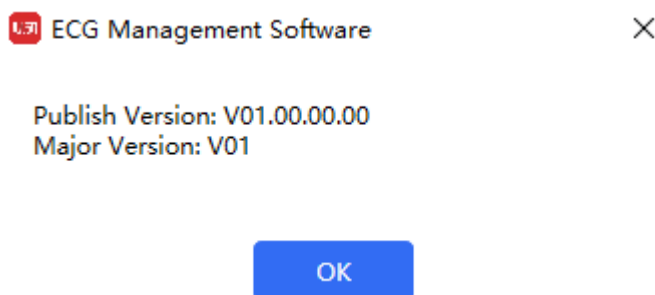 ECG Management Software
Publish Version: V01.00.00.00
Major Version: V01
OK